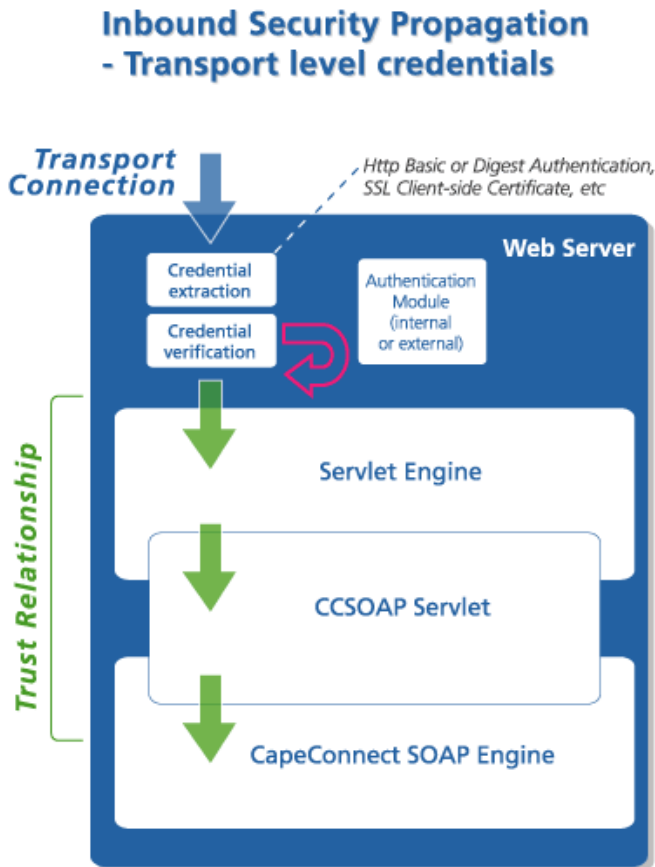 Inbound Security Propagation
- Transport level credentials
Transport
Connection
Http Basic or Digest Authentication,
SSL Client-side Certificate, etc
Web Server
Credential
extraction
Authentication
Module
(internal
or external)
Credential
verification
Trust Relationship
Servlet Engine
CCSOAP Servlet
CapeConnect SOAP Engine